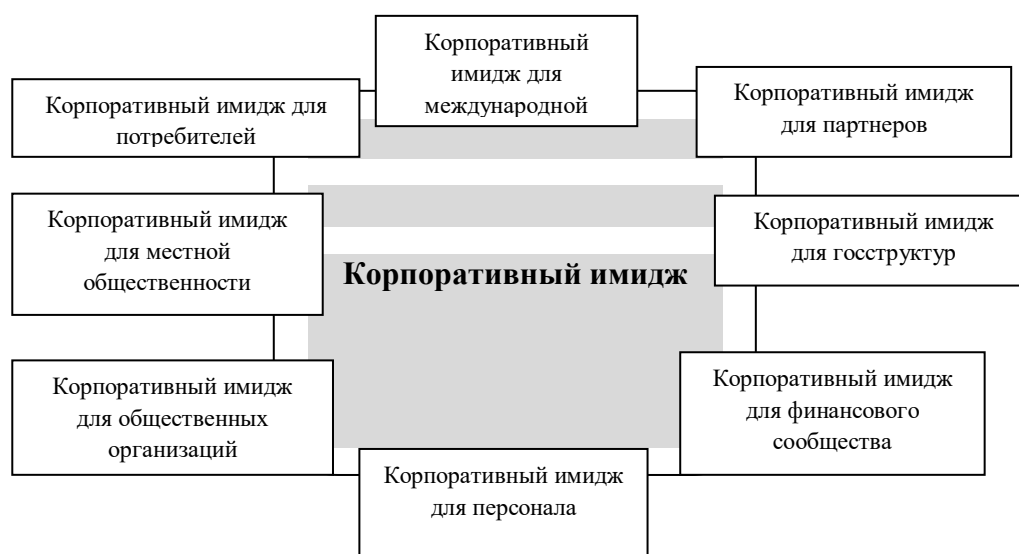 Корпоративный
имидж для
международной
Корпоративный имидж для
потребителей
Корпоративный имидж
для партнеров
Корпоративный имидж
для местной
общественности
Корпоративный имидж
для госструктур
Корпоративный имидж
Корпоративный имидж
для общественных
организаций
Корпоративный имидж
для финансового
сообщества
Корпоративный имидж
для персонала